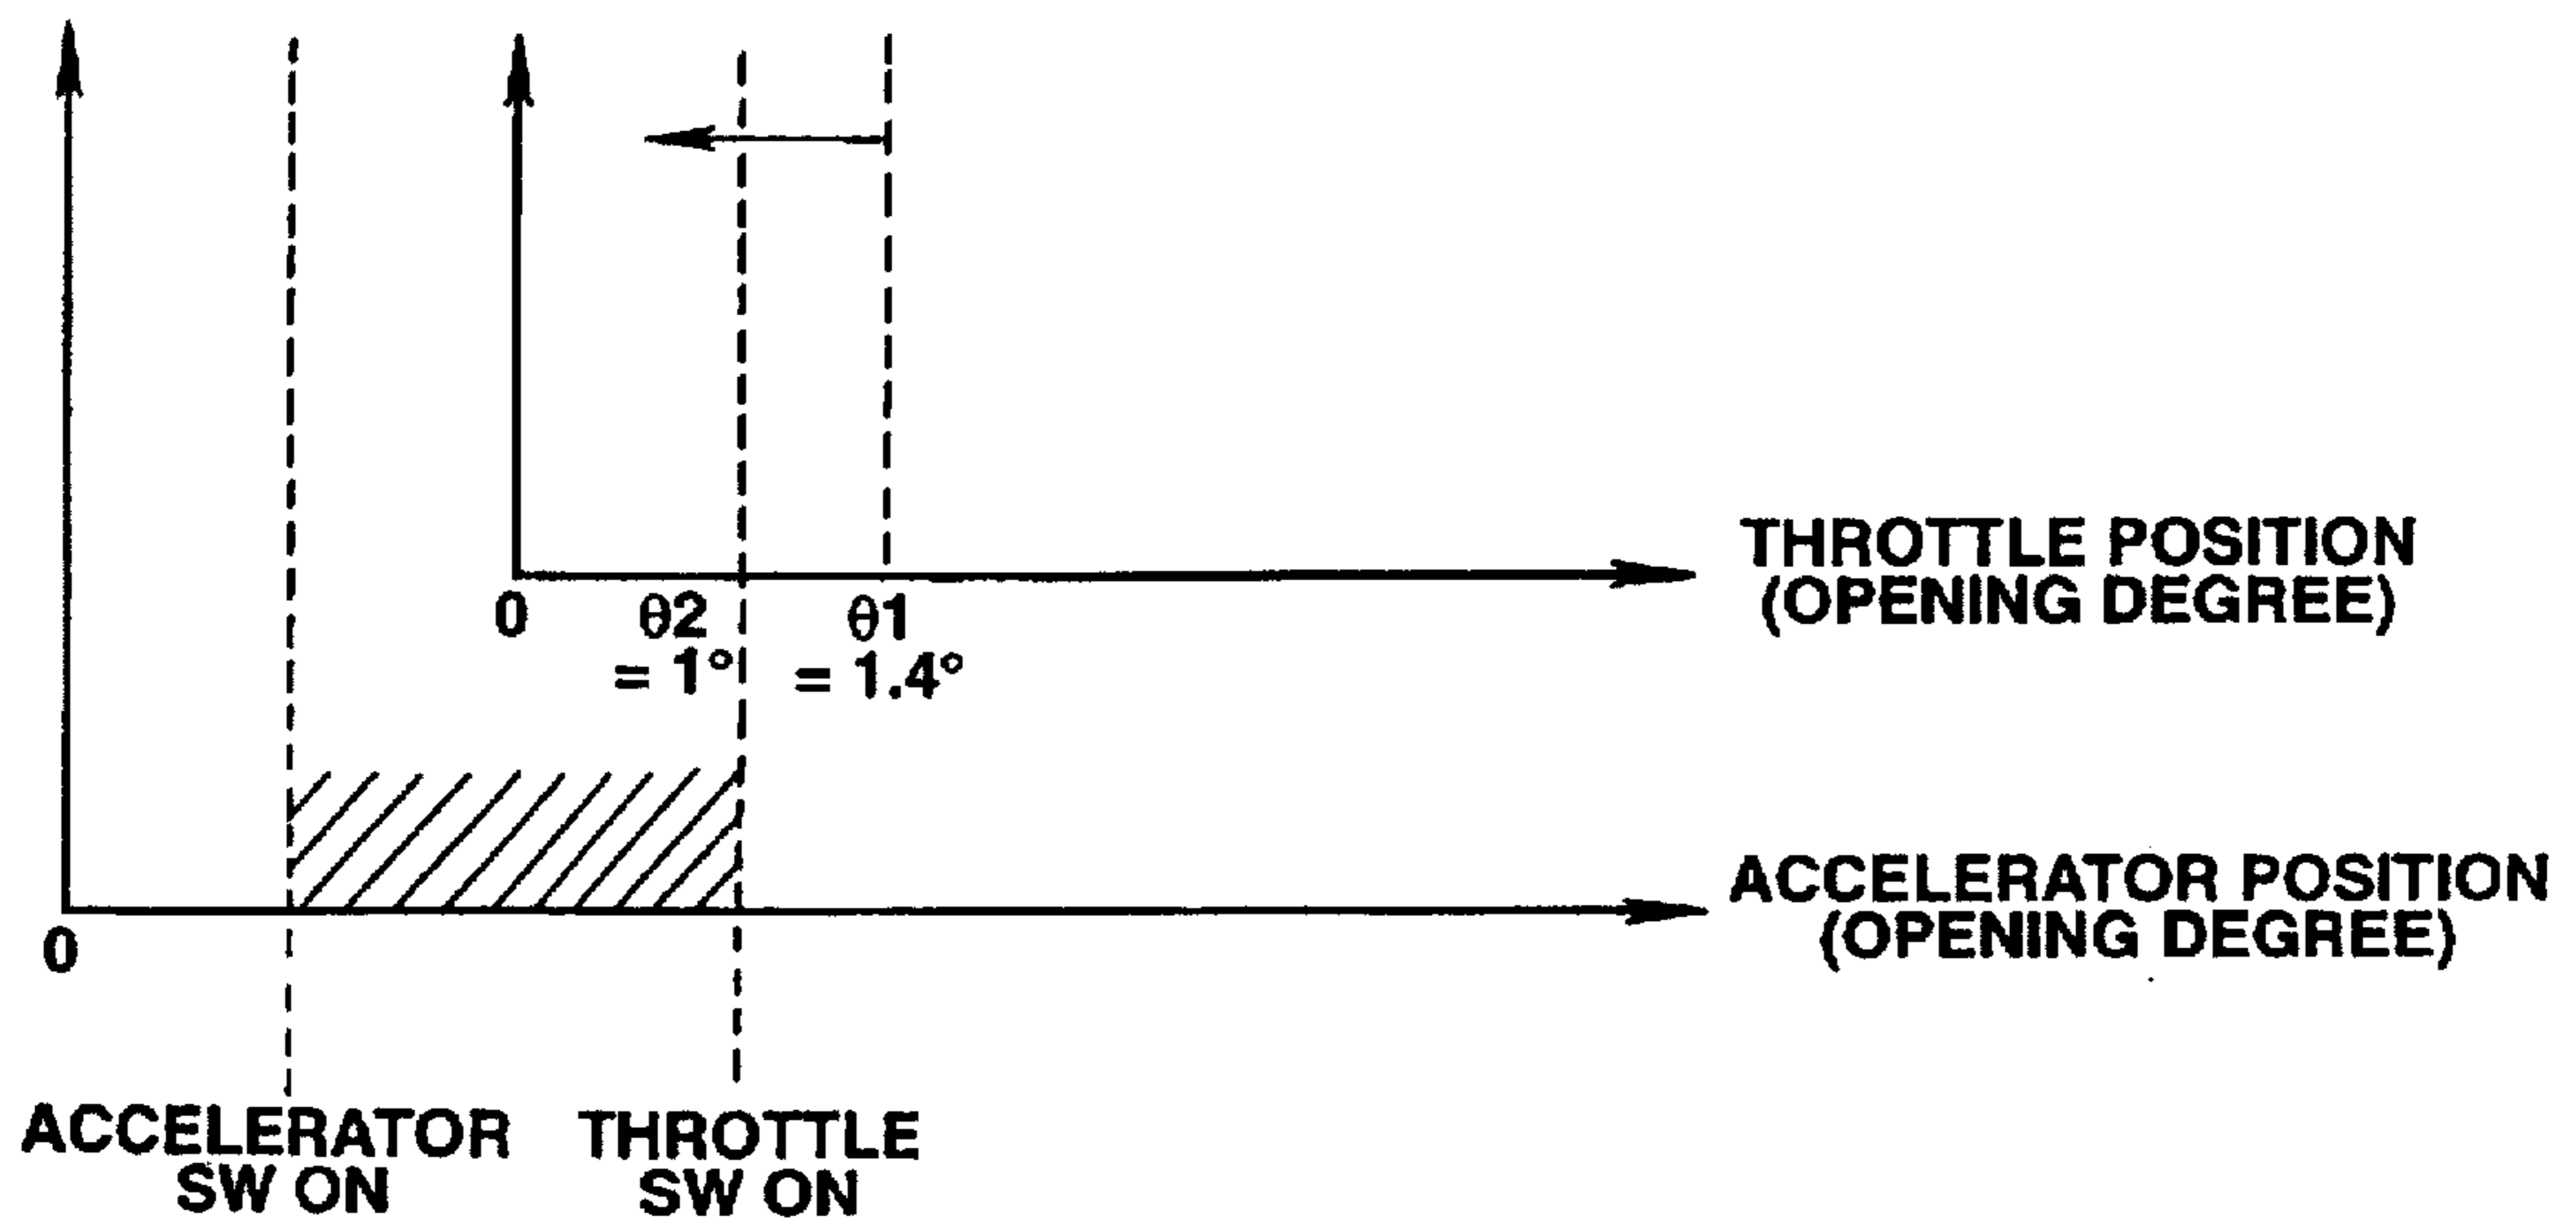 THROTTLE POSITION
(OPENING DEGREE)
0
θ2
= 1°
θ1
= 1.4°
ACCELERATOR POSITION
(OPENING DEGREE)
0
ACCELERATOR
SW ON
THROTTLE
SW ON